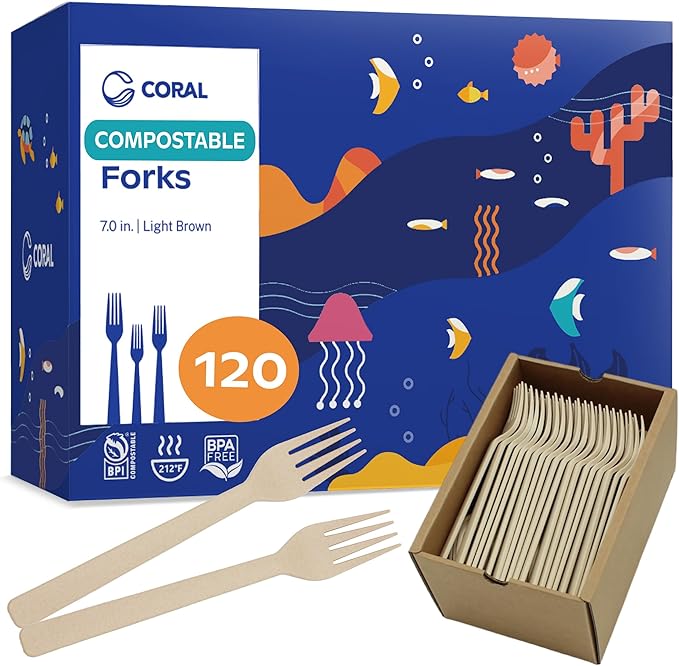 CORAL
COMPOSTABLE
Forks
7.0 in. | Light Brown
120
CORAL
BPI
COMPOSTABLE
212°F
BPA
FREE